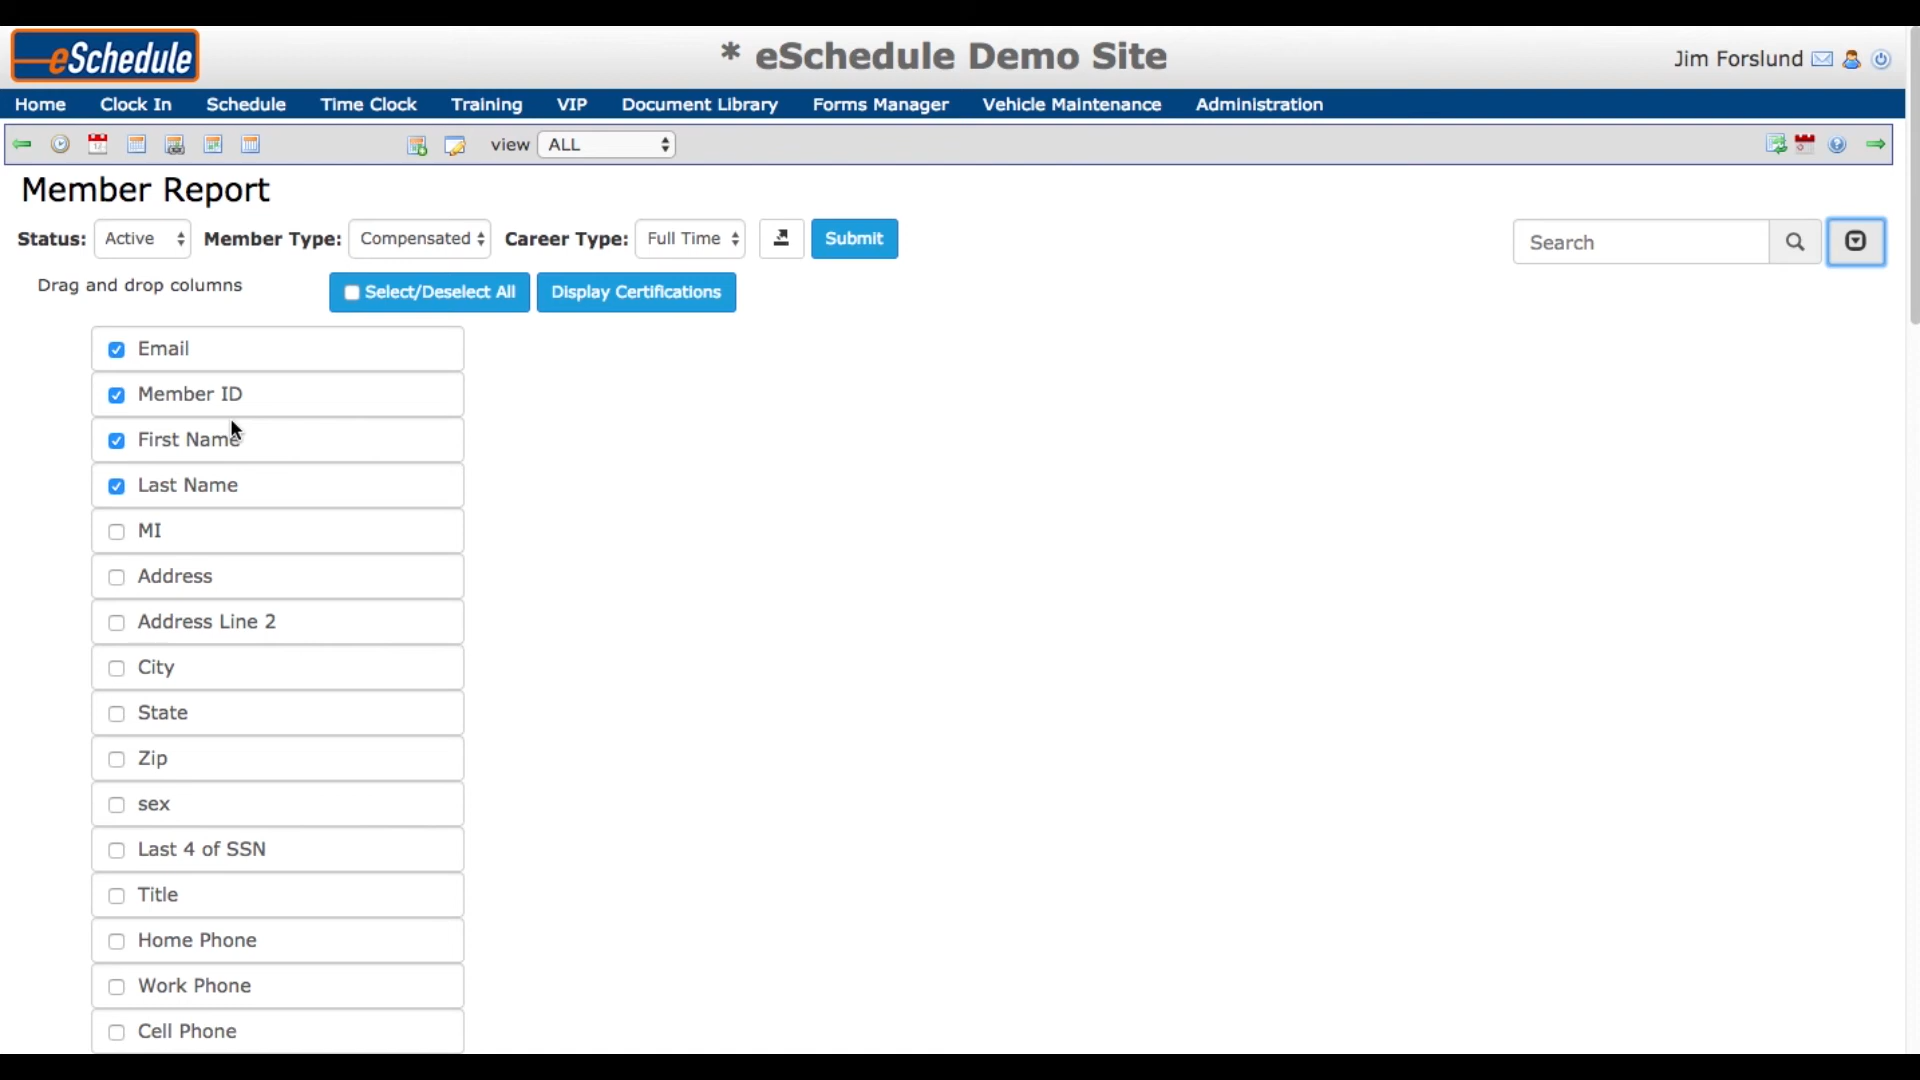 eSchedule
* eSchedule Demo Site
Jim Forslund
Home Clock In Schedule Time Clock Training VIP Document Library Forms Manager Vehicle Maintenance Administration
view ALL
Member Report
Status: Active Member Type: Compensated Career Type: Full Time Submit Search
Drag and drop columns Select/Deselect All Display Certifications
Email
Member ID
First Name
Last Name
MI
Address
Address Line 2
City
State
Zip
sex
Last 4 of SSN
Title
Home Phone
Work Phone
Cell Phone